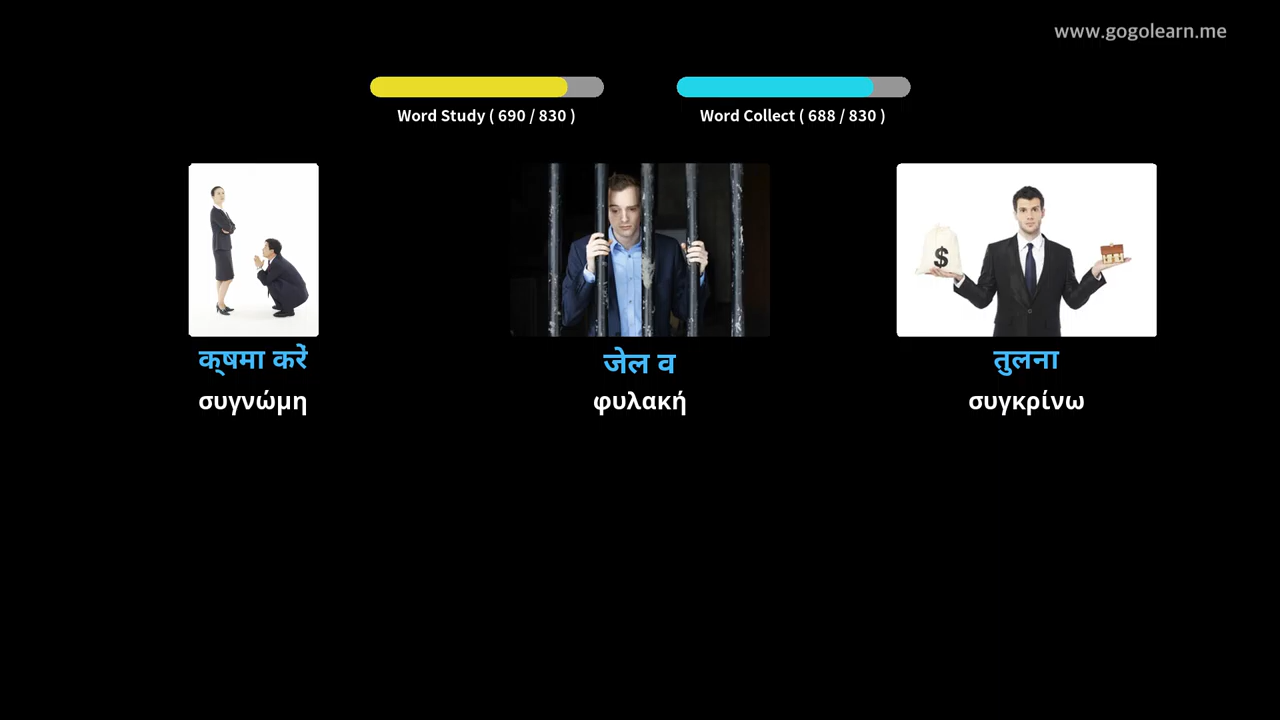 www.gogolearn.me
Word Study ( 690 / 830 )
Word Collect ( 688 / 830 )
क्षमा करें
συγνώμη
जेल व
φυλακή
तुलना
συγκρίνω
$